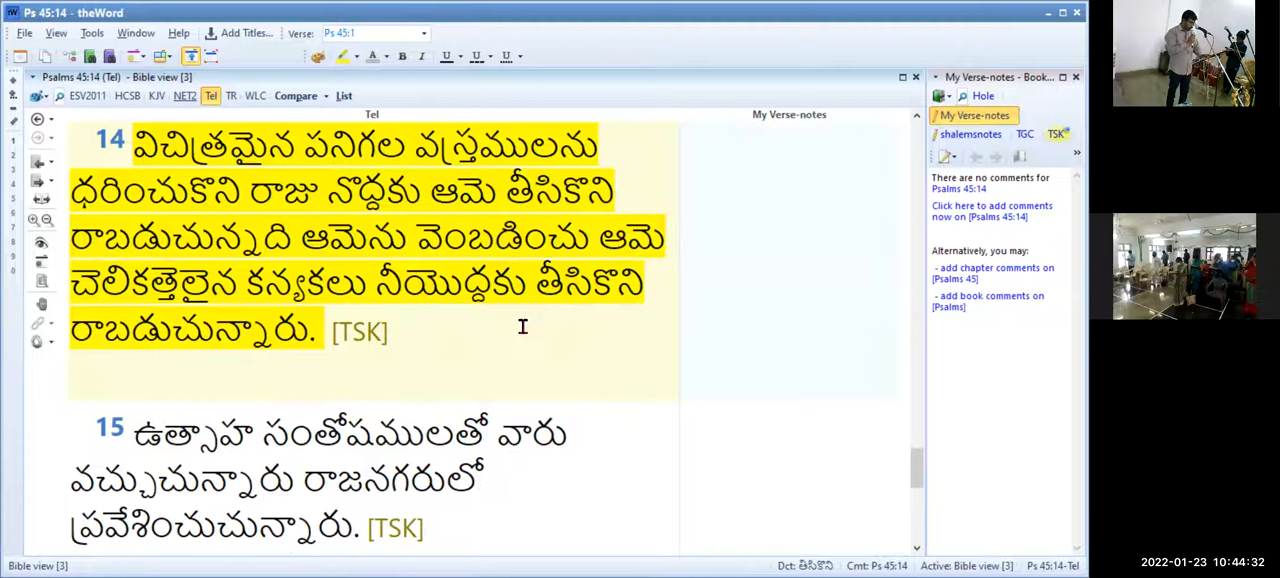 Ps 45:14 - theWord
File View Tools Window Help Add Titles... Verse: Ps 45:1
Psalms 45:14 (Tel) - Bible view [3]
ESV2011 HCSB KJV NET2 Tel TR WLC Compare List
Tel
My Verse-notes
14 విచిత్రమైన పనిగల వస్త్రములను
ధరించుకొని రాజు నొద్దకు ఆమె తీసికొని
రాబడుచున్నది ఆమెను వెంబడించు ఆమె
చెలికత్తెలైన కన్యకలు నీయొద్దకు తీసికొని
రాబడుచున్నారు. [TSK]
15 ఉత్సాహ సంతోషములతో వారు
వచ్చుచున్నారు రాజనగరులో
ప్రవేశించుచున్నారు. [TSK]
My Verse-notes - Book...
Hole
My Verse-notes
shalemsnotes TGC TSK
There are no comments for
Psalms 45:14
Click here to add comments
now on [Psalms 45:14]
Alternatively, you may:
- add chapter comments on
[Psalms 45]
- add book comments on
[Psalms]
Bible view [3] Dct: తీసికొని Cmt: Ps 45:14 Active: Bible view [3] Ps 45:14-Tel
2022-01-23 10:44:32